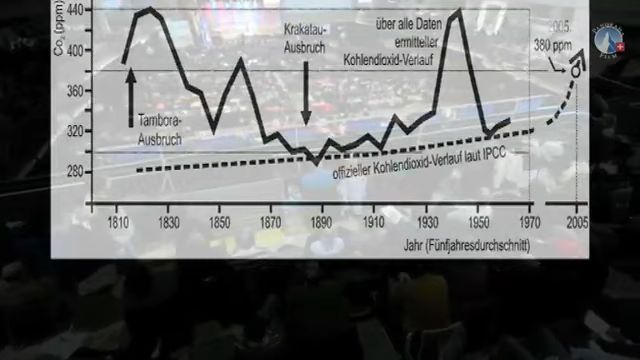 Co₂ (ppm)
440
400
360
320
280
Krakatau-
Ausbruch
über alle Daten
ermittelter
Kohlendioxid-Verlauf
2005:
380 ppm
Tambora-
Ausbruch
offizieller Kohlendioxid-Verlauf laut IPCC
1810
1830
1850
1870
1890
1910
1930
1950
1970
2005
Jahr (Fünfjahresdurchschnitt)